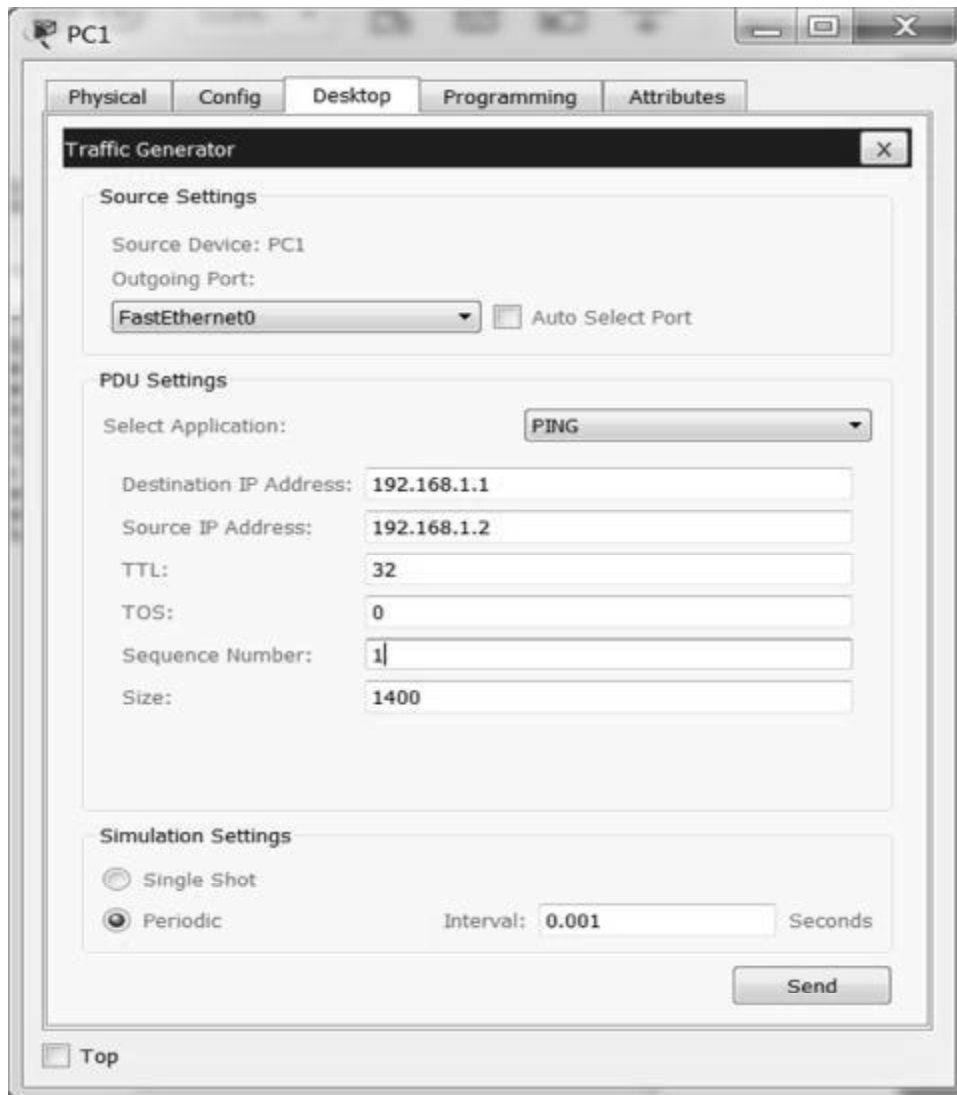 PC1
Physical Config Desktop Programming Attributes
Traffic Generator X
Source Settings
Source Device: PC1
Outgoing Port:
FastEthernet0 Auto Select Port
PDU Settings
Select Application: PING
Destination IP Address: 192.168.1.1
Source IP Address: 192.168.1.2
TTL: 32
TOS: 0
Sequence Number: 1
Size: 1400
Simulation Settings
Single Shot
Periodic Interval: 0.001 Seconds
Send
Top